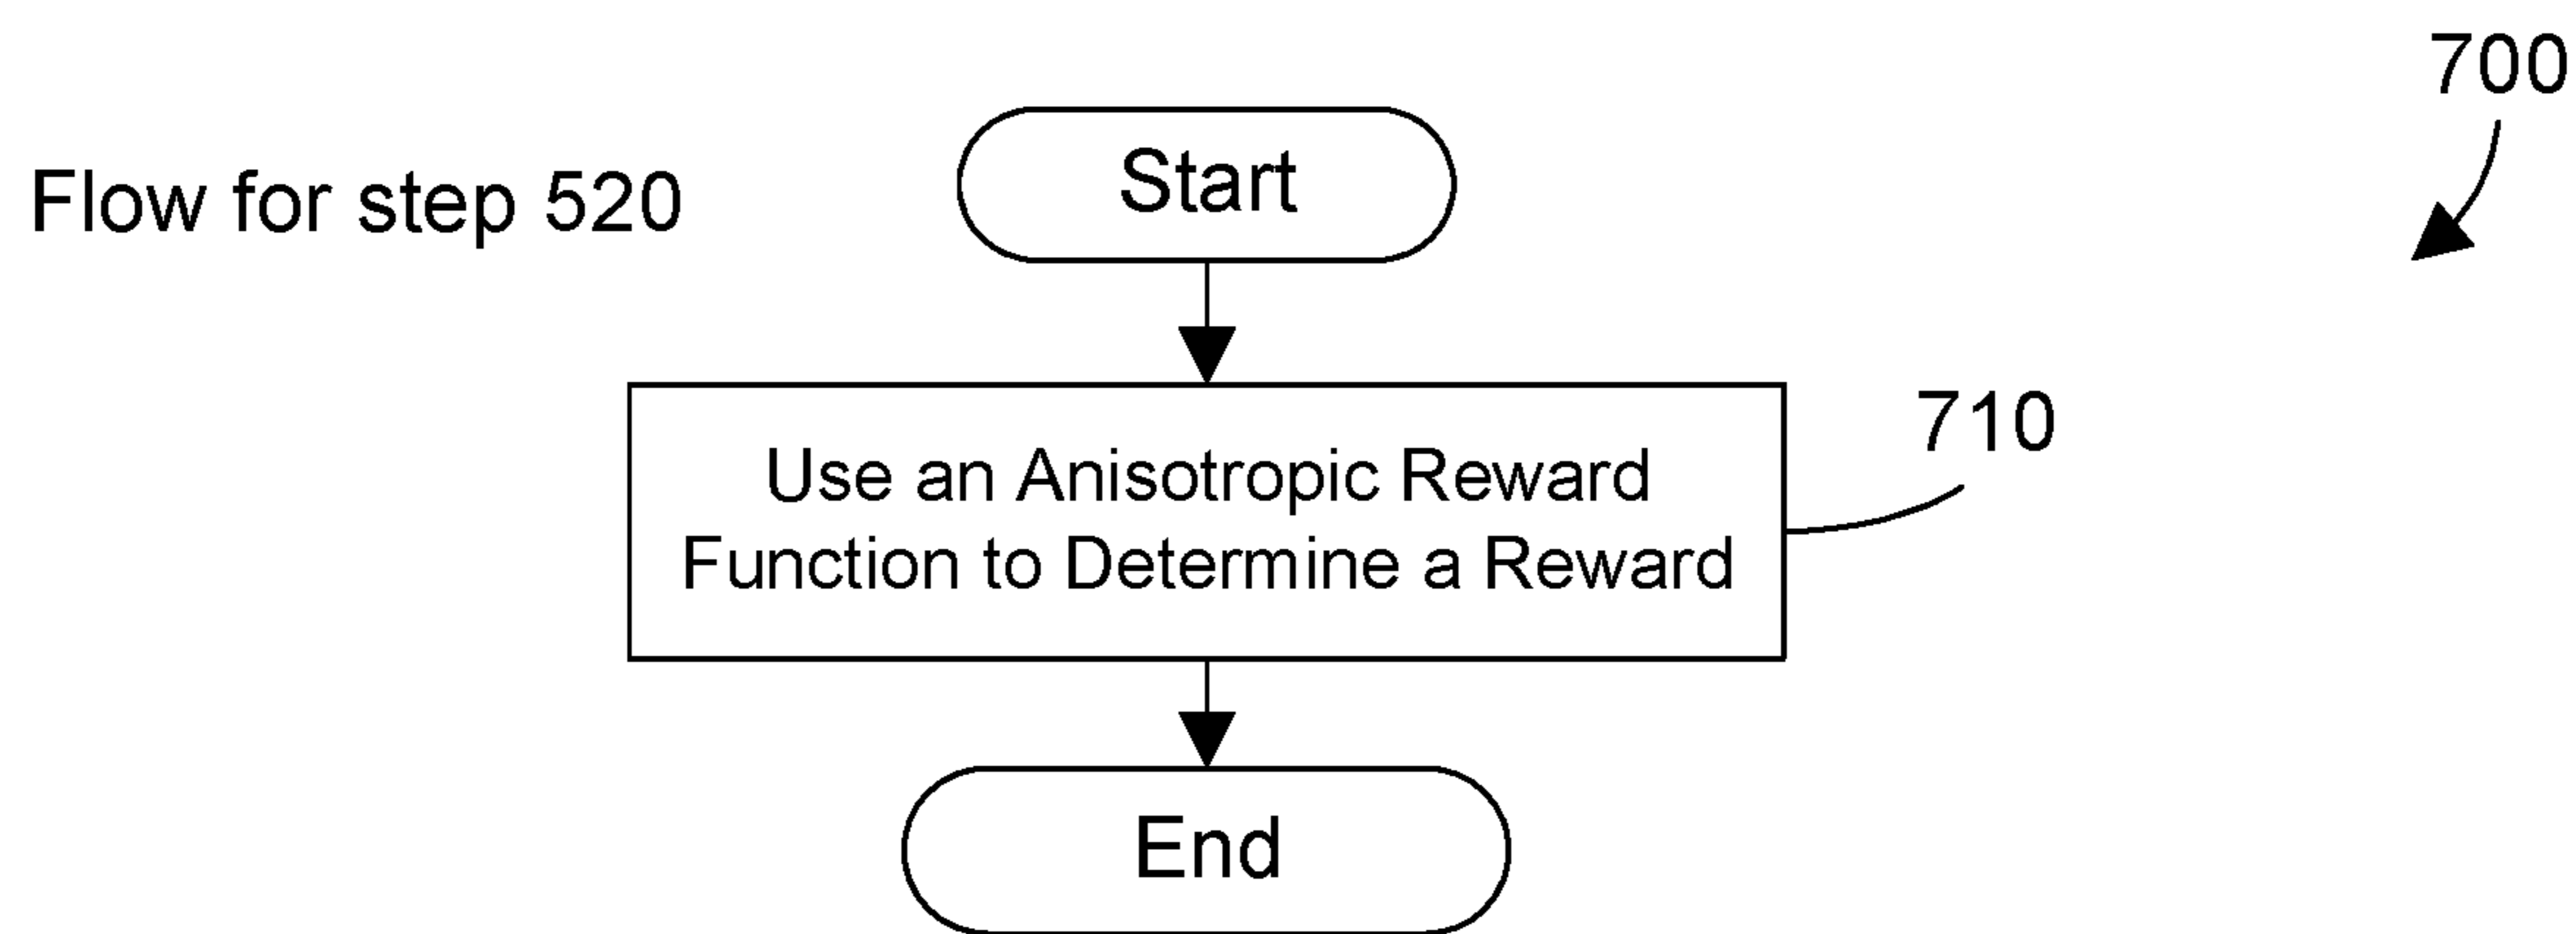 700
Start
Flow for step 520
710
Use an Anisotropic Reward
Function to Determine a Reward
End